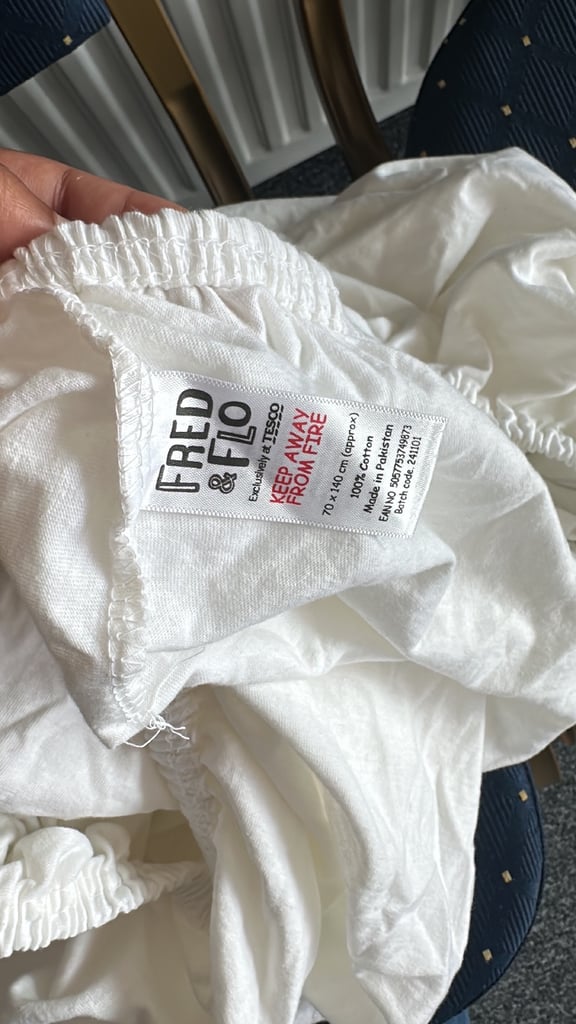 FRED
& FLO
Exclusively at TESCO
KEEP AWAY
FROM FIRE
70 x 140 cm (approx)
100% Cotton
Made in Pakistan
EAN NO 5057753749873
Batch code. 241101